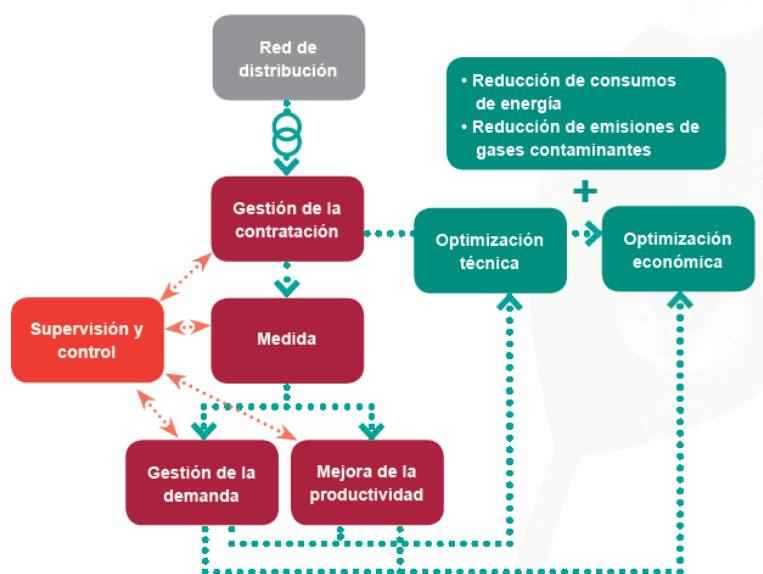 Red de
distribución
• Reducción de consumos
de energía
• Reducción de emisiones de
gases contaminantes
+
Gestión de la
contratación
Optimización
técnica
Optimización
económica
Supervisión y
control
Medida
Gestión de la
demanda
Mejora de la
productividad